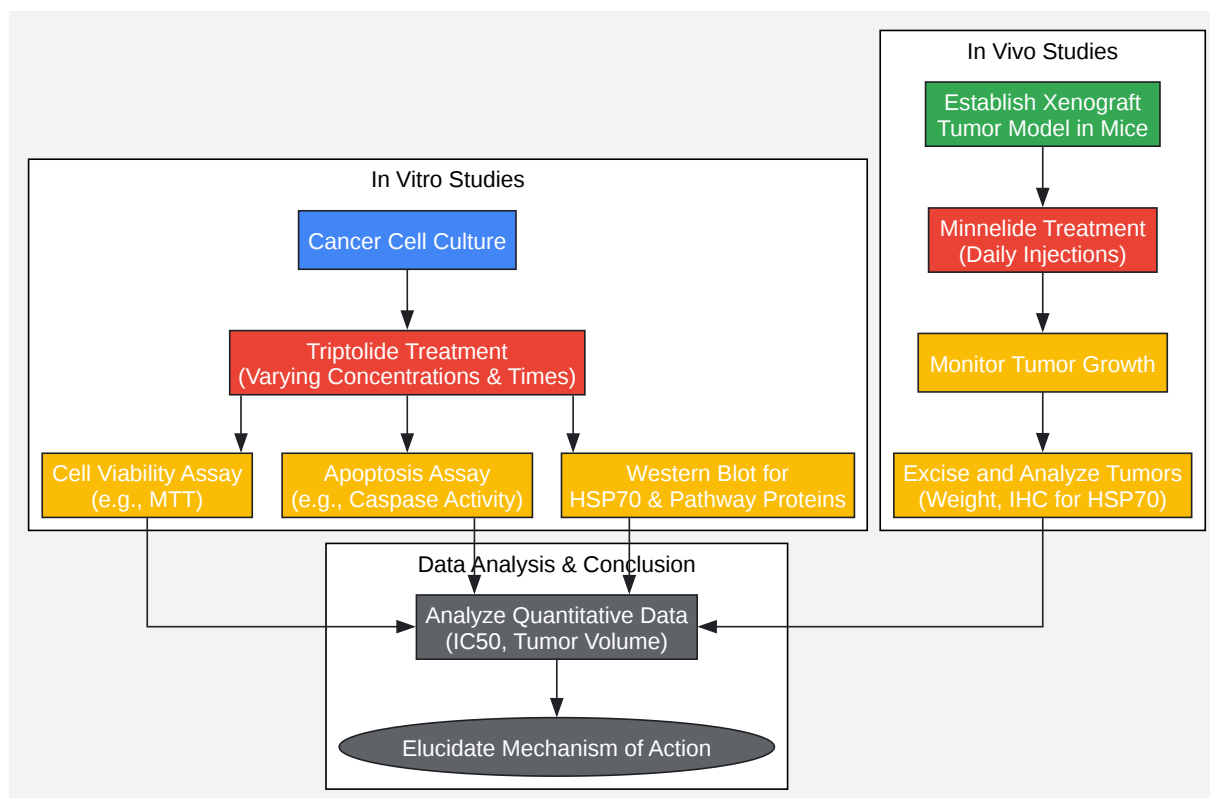 In Vivo Studies
Establish Xenograft
Tumor Model in Mice
Minnelide Treatment
(Daily Injections)
Monitor Tumor Growth
Excise and Analyze Tumors
(Weight, IHC for HSP70)
In Vitro Studies
Cancer Cell Culture
Triptolide Treatment
(Varying Concentrations & Times)
Cell Viability Assay
(e.g., MTT)
Apoptosis Assay
(e.g., Caspase Activity)
Western Blot for
HSP70 & Pathway Proteins
Data Analysis & Conclusion
Analyze Quantitative Data
(IC50, Tumor Volume)
Elucidate Mechanism of Action